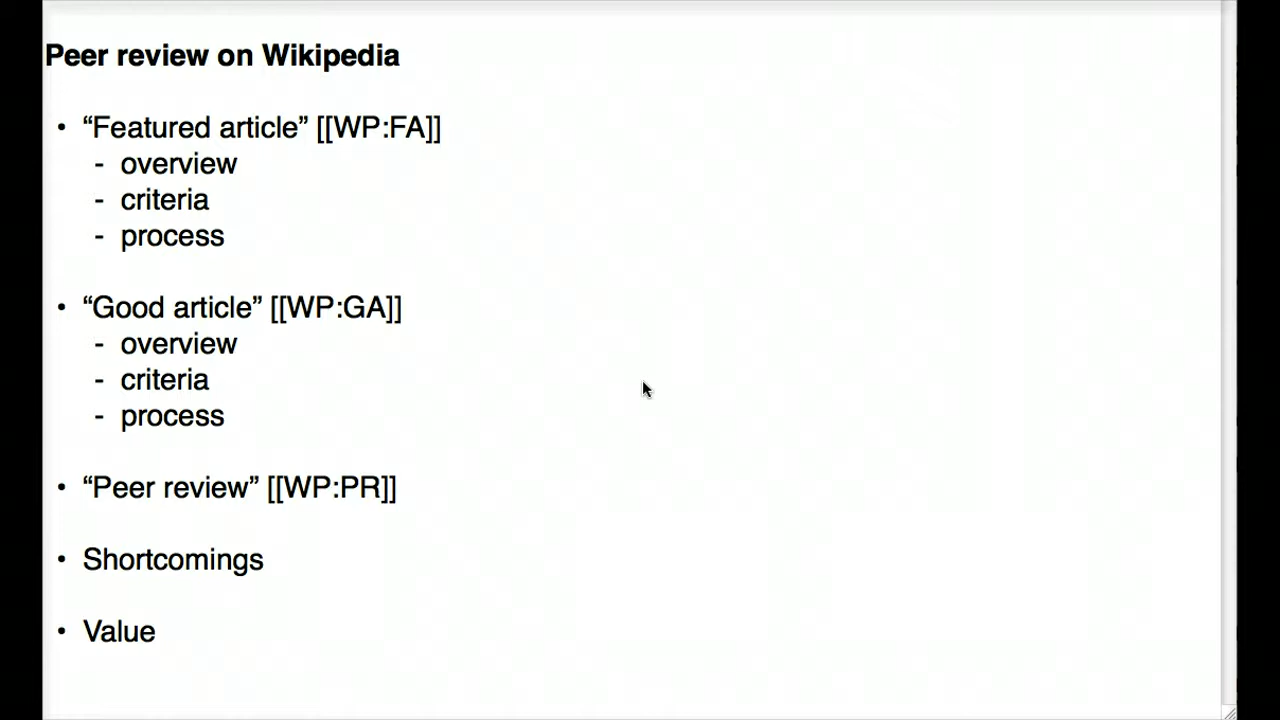 Peer review on Wikipedia
• “Featured article” [[WP:FA]]
- overview
- criteria
- process
• “Good article” [[WP:GA]]
- overview
- criteria
- process
• “Peer review” [[WP:PR]]
• Shortcomings
• Value